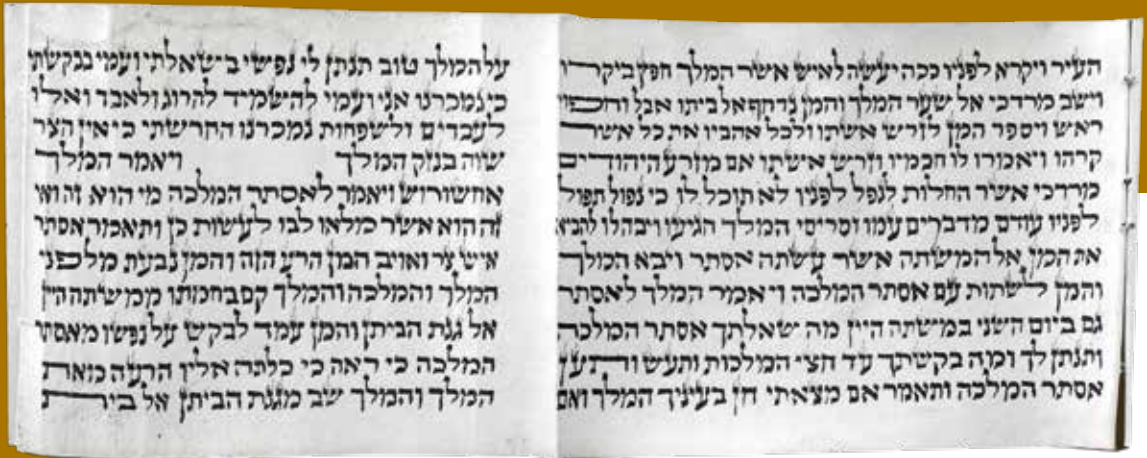 העיר ויקרא לפניו ככה יעשה לאיש אשר המלך חפץ ביקרו
וישב מרדכי אל שער המלך והמן נדחף אל ביתו אבל וחפוי
ראש ויספר המן לזרש אשתו ולכל אהביו את כל אשר
קרהו ויאמרו לו חכמיו וזרש אשתו אם מזרע היהודים
מרדכי אשר החלות לנפל לפניו לא תוכל לו כי נפול תפול
לפניו עודם מדברים עמו וסריסי המלך הגיעו ויבהלו להביא
את המן אל המשתה אשר עשתה אסתר ויבא המלך
והמן לשתות עם אסתר המלכה ויאמר המלך לאסתר
גם ביום השני במשתה היין מה שאלתך אסתר המלכה
ותנתן לך ומה בקשתך עד חצי המלכות ותעש ותען
אסתר המלכה ותאמר אם מצאתי חן בעיניך המלך ואם
על המלך טוב תנתן לי נפשי בשאלתי ועמי בבקשתי
כי נמכרנו אני ועמי להשמיד להרוג ולאבד ואלו
לעבדים ולשפחות נמכרנו החרשתי כי אין הצר
שוה בנזק המלך ויאמר המלך
אחשורוש ויאמר לאסתר המלכה מי הוא זה ואי
זה הוא אשר מלאו לבו לעשות כן ותאמר אסתר
איש צר ואויב המן הרע הזה והמן נבעת מלפני
המלך והמלכה והמלך קם בחמתו ממשתה היין
אל גנת הביתן והמן עמד לבקש על נפשו מאסתר
המלכה כי ראה כי כלתה אליו הרעה מאת
המלך והמלך שב מגנת הביתן אל בית